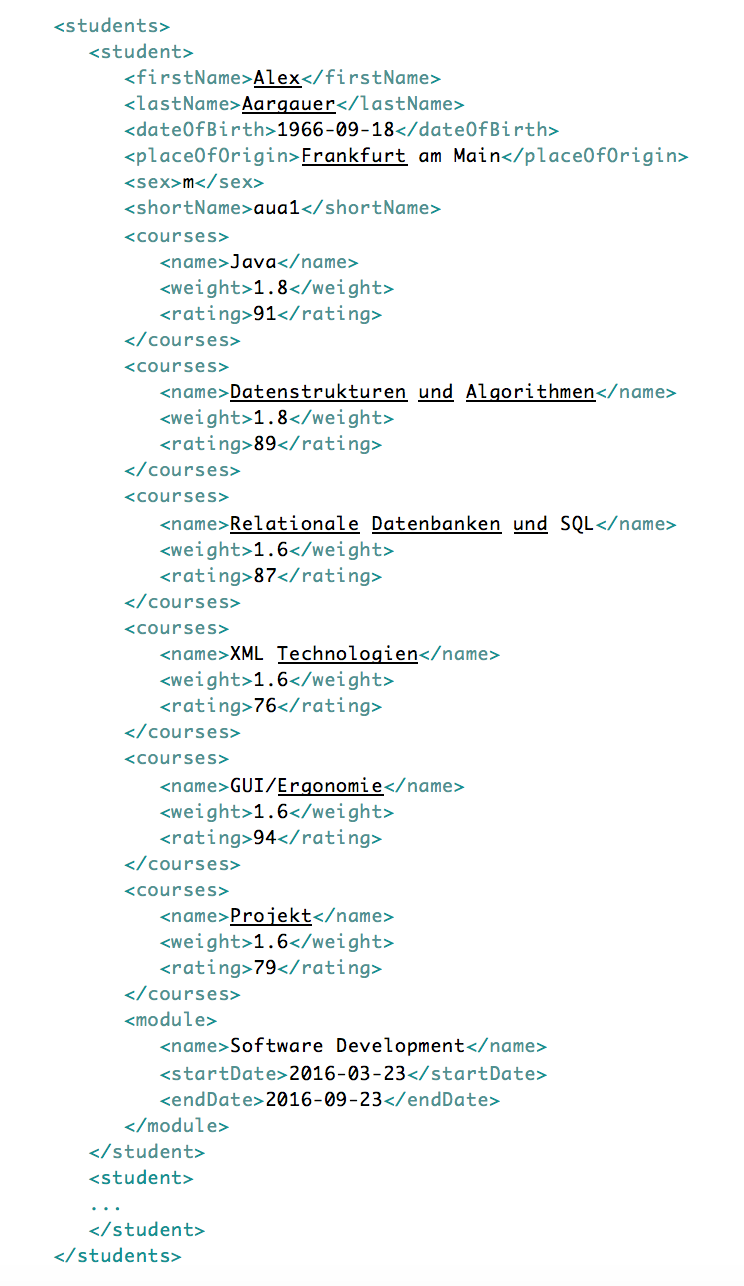 <students>
<student>
<firstName>Alex</firstName>
<lastName>Aargauer</lastName>
<dateOfBirth>1966-09-18</dateOfBirth>
<placeOfOrigin>Frankfurt am Main</placeOfOrigin>
<sex>m</sex>
<shortName>aua1</shortName>
<courses>
<name>Java</name>
<weight>1.8</weight>
<rating>91</rating>
</courses>
<courses>
<name>Datenstrukturen und Algorithmen</name>
<weight>1.8</weight>
<rating>89</rating>
</courses>
<courses>
<name>Relationale Datenbanken und SQL</name>
<weight>1.6</weight>
<rating>87</rating>
</courses>
<courses>
<name>XML Technologien</name>
<weight>1.6</weight>
<rating>76</rating>
</courses>
<courses>
<name>GUI/Ergonomie</name>
<weight>1.6</weight>
<rating>94</rating>
</courses>
<courses>
<name>Projekt</name>
<weight>1.6</weight>
<rating>79</rating>
</courses>
<module>
<name>Software Development</name>
<startDate>2016-03-23</startDate>
<endDate>2016-09-23</endDate>
</module>
</student>
<student>
...
</student>
</students>